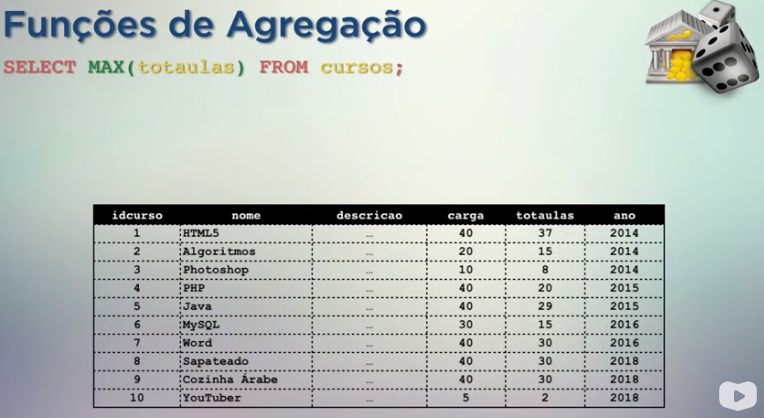 Funções de Agregação
SELECT MAX(totaulas) FROM cursos;
idcurso nome descricao carga totaulas ano
1 HTML5 ... 40 37 2014
2 Algoritmos ... 20 15 2014
3 Photoshop ... 10 8 2014
4 PHP ... 40 20 2015
5 Java ... 40 29 2015
6 MySQL ... 30 15 2016
7 Word ... 40 30 2016
8 Sapateado ... 40 30 2018
9 Cozinha Árabe ... 40 30 2018
10 YouTuber ... 5 2 2018